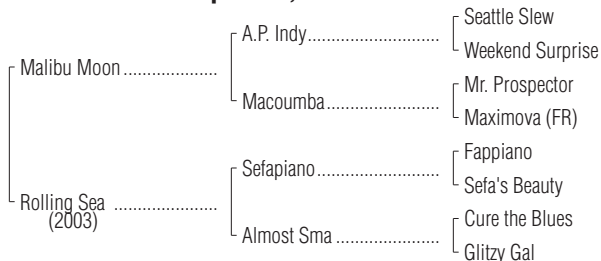 Seattle Slew
A.P. Indy
Weekend Surprise
Malibu Moon
Mr. Prospector
Macoumba
Maximova (FR)
Fappiano
Sefapiano
Sefa's Beauty
Rolling Sea
(2003)
Cure the Blues
Almost Sma
Glitzy Gal